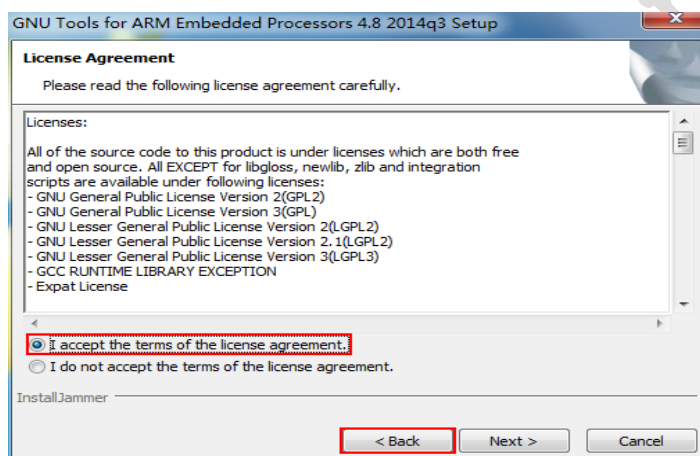 GNU Tools for ARM Embedded Processors 4.8 2014q3 Setup
License Agreement
Please read the following license agreement carefully.
Licenses:
All of the source code to this product is under licenses which are both free
and open source. All EXCEPT for libgloss, newlib, zlib and integration
scripts are available under following licenses:
- GNU General Public License Version 2(GPL2)
- GNU General Public License Version 3(GPL)
- GNU Lesser General Public License Version 2(LGPL2)
- GNU Lesser General Public License Version 2.1(LGPL2)
- GNU Lesser General Public License Version 3(LGPL3)
- GCC RUNTIME LIBRARY EXCEPTION
- Expat License
I accept the terms of the license agreement.
I do not accept the terms of the license agreement.
InstallJammer
< Back Next > Cancel